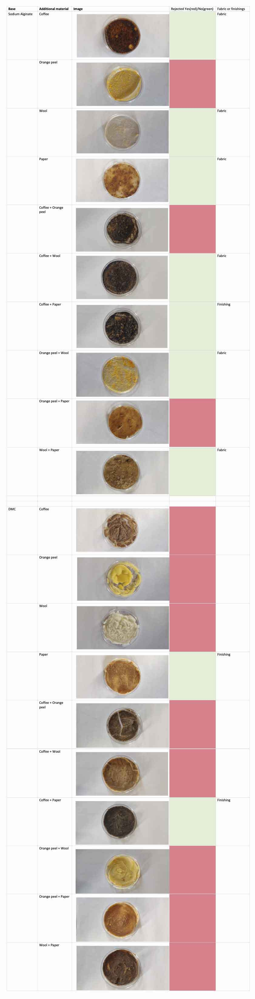 Base Additional material Image Rejected Yes(red)/No(green) Fabric or finishings
Sodium Alginate Coffee Fabric
Orange peel
Wool Fabric
Paper Fabric
Coffee + Orange
peel
Coffee + Wool Fabric
Coffee + Paper Finishing
Orange peel + Wool Fabric
Orange peel + Paper
Wool + Paper Fabric
DMC Coffee
Orange peel
Wool
Paper Finishing
Coffee + Orange
peel
Coffee + Wool
Coffee + Paper Finishing
Orange peel + Wool
Orange peel + Paper
Wool + Paper